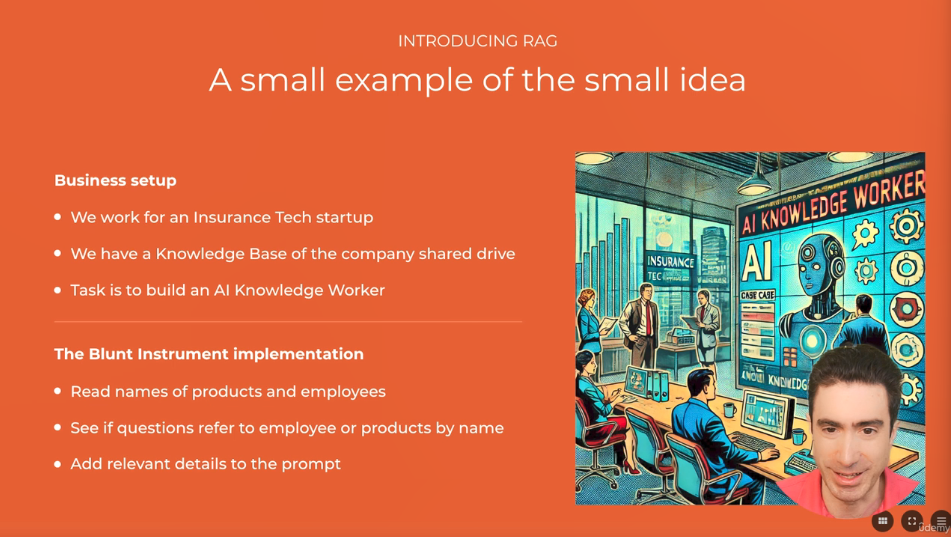 INTRODUCING RAG
A small example of the small idea
Business setup
We work for an Insurance Tech startup
We have a Knowledge Base of the company shared drive
Task is to build an AI Knowledge Worker
The Blunt Instrument implementation
Read names of products and employees
See if questions refer to employee or products by name
Add relevant details to the prompt
AI KNOWLEDGE WORKER
INSURANCE
TEC
AI
CASE CASE
udemy